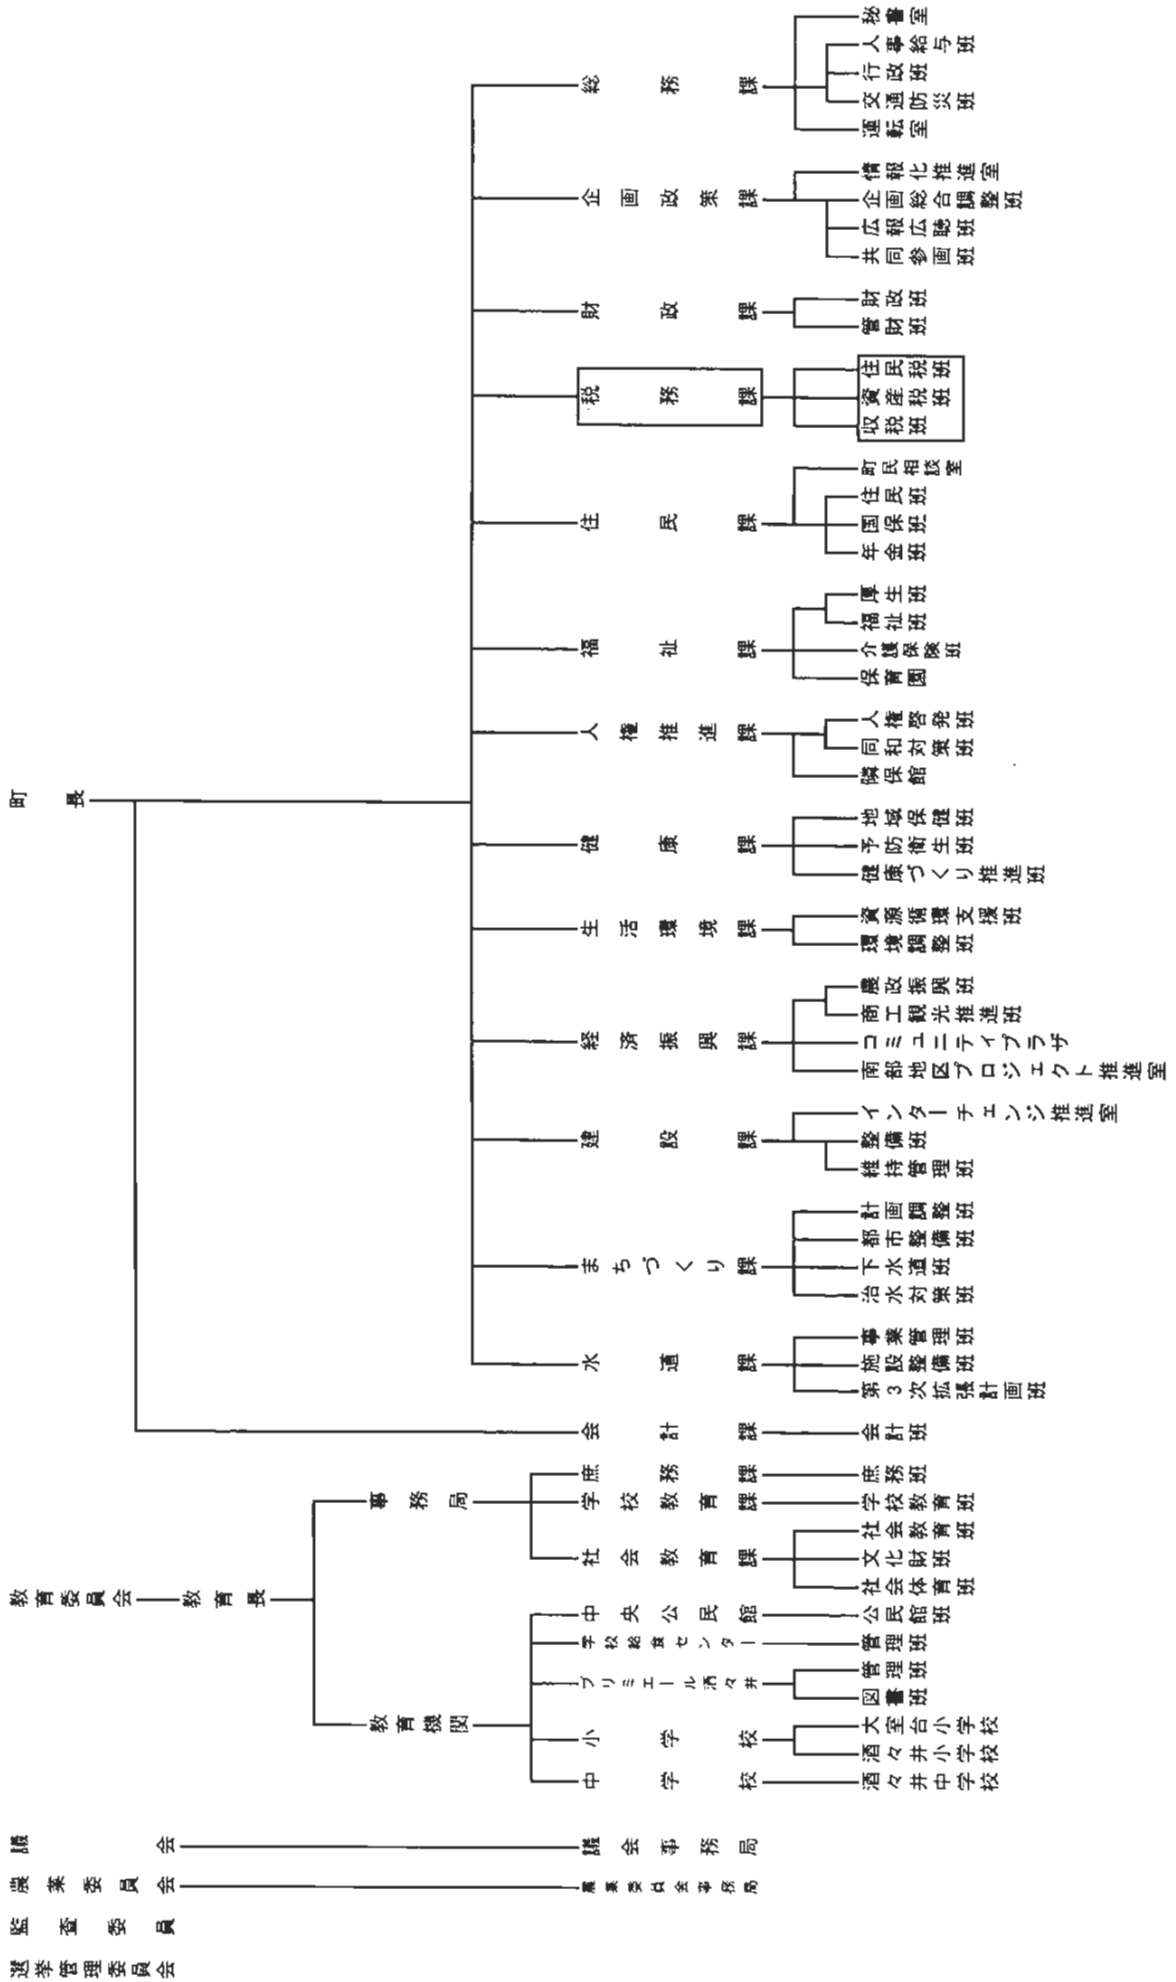 町長
総務課
秘書室
人事給与班
行政班
交通防災班
運転室
企画政策課
情報化推進室
企画総合調整班
広報広聴班
共同参画班
財政課
財政班
管財班
税務課
住民税班
資産税班
収税班
住民課
町民相談室
住民班
国保班
年金班
福祉課
厚生班
福祉班
介護保険班
保育園
人権推進課
人権啓発班
同和対策班
隣保館
健康課
地域保健班
予防衛生班
健康づくり推進班
生活環境課
資源循環支援班
環境調整班
経済振興課
農政振興班
商工観光推進班
コミュニティプラザ
南部地区プロジェクト推進室
建設課
インターチェンジ推進室
整備班
維持管理班
まちづくり課
計画調整班
都市整備班
下水道班
治水対策班
水道課
事業管理班
施設整備班
第3次拡張計画班
会計課
会計班
教育委員会
教育長
事務局
庶務課
庶務班
学校教育課
学校教育班
社会教育課
社会教育班
文化財班
社会体育班
教育機関
中央公民館
公民館班
学校給食センター
管理班
プリミエール酒々井
管理班
図書班
小学校
大室台小学校
酒々井小学校
中学校
酒々井中学校
議会
議会事務局
農業委員会
農業委員会事務局
監査委員
選挙管理委員会